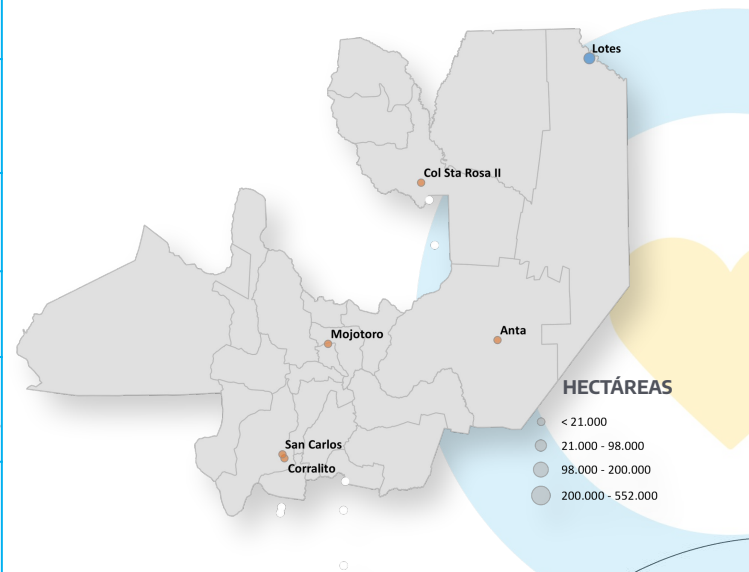 Lotes
Col Sta Rosa II
Mojotoro
Anta
HECTÁREAS
< 21.000
21.000 - 98.000
98.000 - 200.000
200.000 - 552.000
San Carlos
Corralito